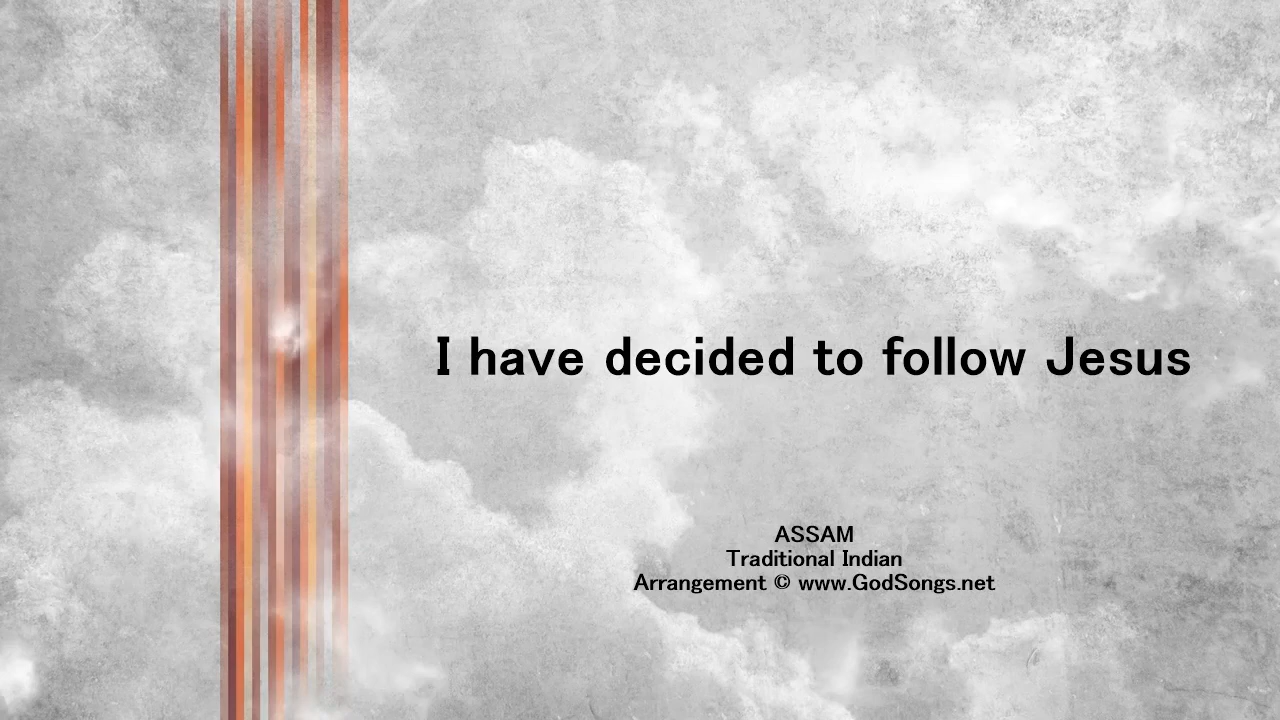 I have decided to follow Jesus
ASSAM
Traditional Indian
Arrangement © www.GodSongs.net